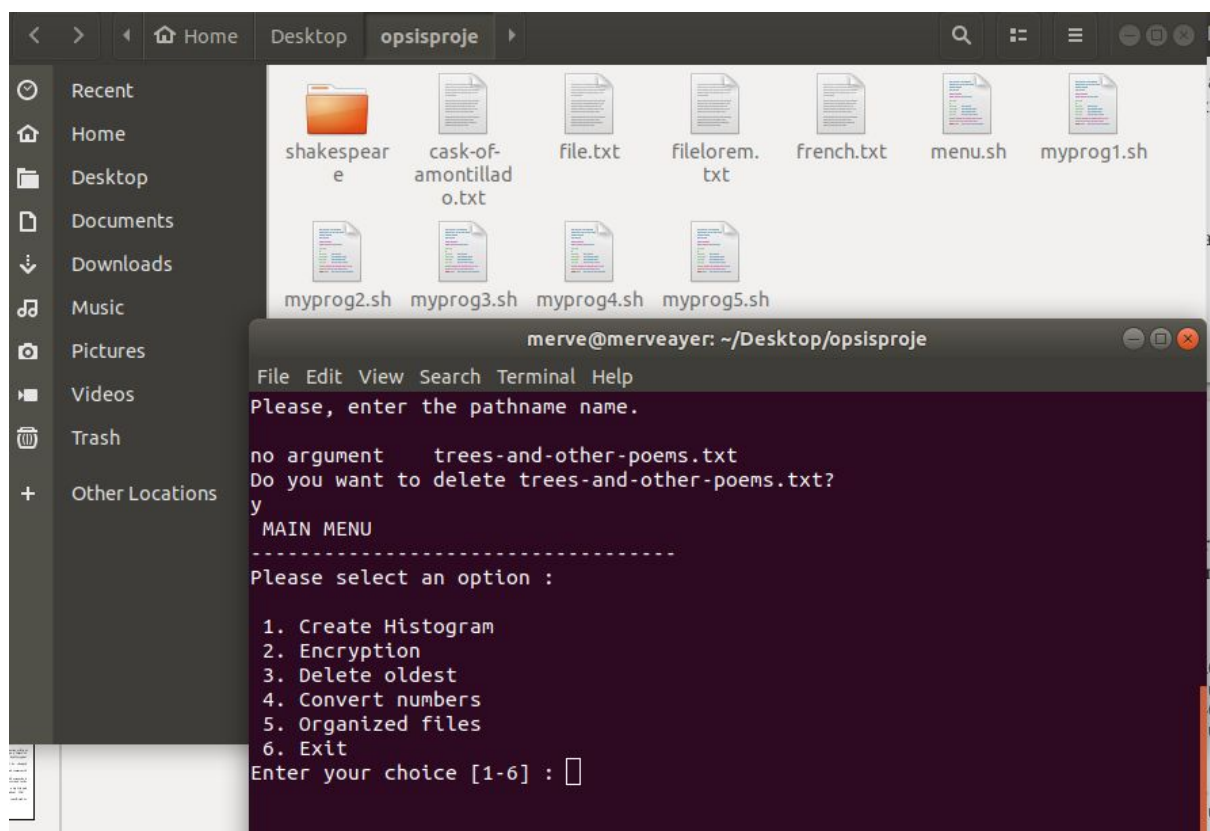 Home Desktop opsisproje
Recent
Home
Desktop
Documents
Downloads
Music
Pictures
Videos
Trash
Other Locations
shakespear
e
cask-of-
amontillad
o.txt
file.txt
filelorem.
txt
french.txt
menu.sh
myprog1.sh
myprog2.sh
myprog3.sh
myprog4.sh
myprog5.sh
merve@merveayer: ~/Desktop/opsisproje
File Edit View Search Terminal Help
Please, enter the pathname name.
no argument    trees-and-other-poems.txt
Do you want to delete trees-and-other-poems.txt?
y
MAIN MENU
-----------------------------------
Please select an option :
1. Create Histogram
2. Encryption
3. Delete oldest
4. Convert numbers
5. Organized files
6. Exit
Enter your choice [1-6] :